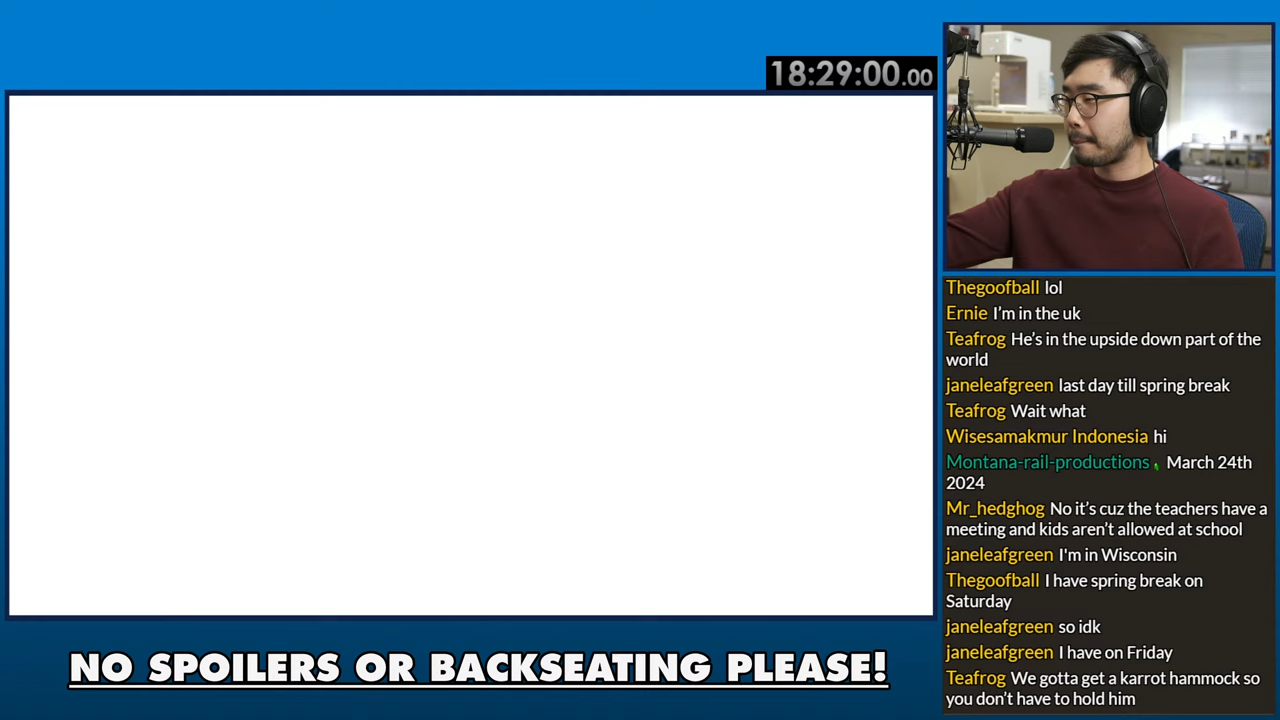 18:29:00.00
Thegoofball lol
Ernie I'm in the uk
Teafrog He's in the upside down part of the
world
janeleafgreen last day till spring break
Teafrog Wait what
Wisesamakmur Indonesia hi
Montana-rail-productions March 24th
2024
Mr_hedghog No it's cuz the teachers have a
meeting and kids aren't allowed at school
janeleafgreen I'm in Wisconsin
Thegoofball I have spring break on
Saturday
janeleafgreen so idk
janeleafgreen I have on Friday
Teafrog We gotta get a karrot hammock so
you don't have to hold him
NO SPOILERS OR BACKSEATING PLEASE!